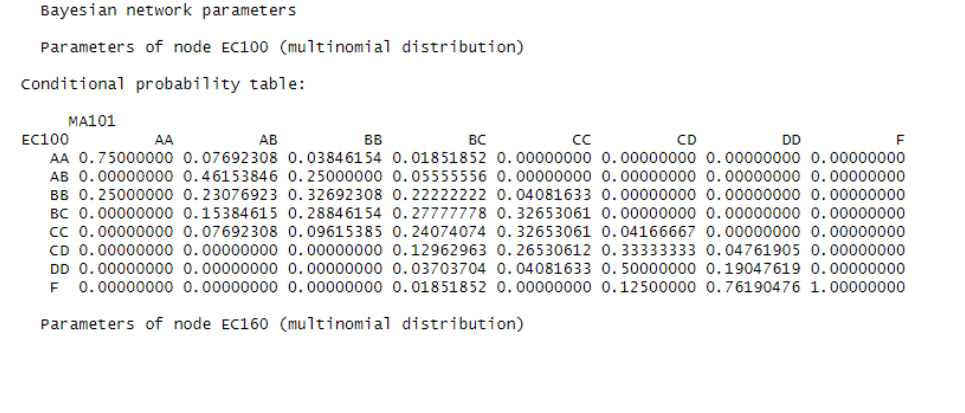 Bayesian network parameters
Parameters of node EC100 (multinomial distribution)
Conditional probability table:
MA101
EC100 AA AB BB BC CC CD DD F
AA 0.75000000 0.07692308 0.03846154 0.01851852 0.00000000 0.00000000 0.00000000 0.00000000
AB 0.00000000 0.46153846 0.25000000 0.05555556 0.00000000 0.00000000 0.00000000 0.00000000
BB 0.25000000 0.23076923 0.32692308 0.22222222 0.04081633 0.00000000 0.00000000 0.00000000
BC 0.00000000 0.15384615 0.28846154 0.27777778 0.32653061 0.00000000 0.00000000 0.00000000
CC 0.00000000 0.07692308 0.09615385 0.24074074 0.32653061 0.04166667 0.00000000 0.00000000
CD 0.00000000 0.00000000 0.00000000 0.12962963 0.26530612 0.33333333 0.04761905 0.00000000
DD 0.00000000 0.00000000 0.00000000 0.03703704 0.04081633 0.50000000 0.19047619 0.00000000
F 0.00000000 0.00000000 0.00000000 0.01851852 0.00000000 0.12500000 0.76190476 1.00000000
Parameters of node EC160 (multinomial distribution)